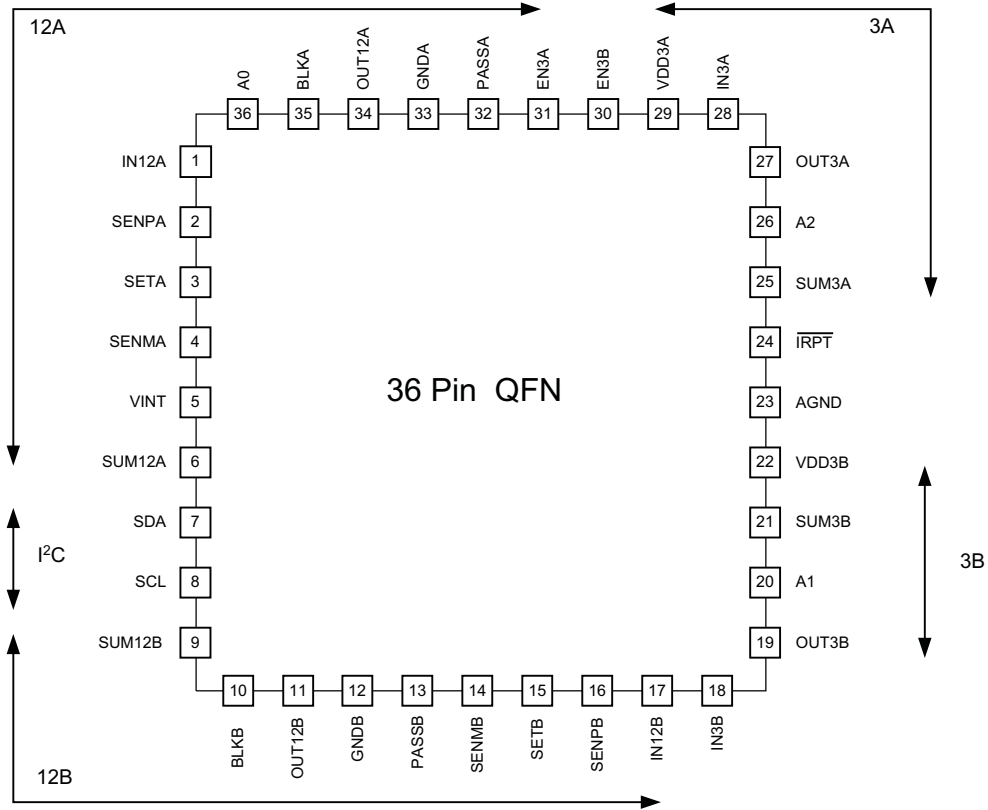 12A
3A
A0
BLKA
OUT12A
GNDA
PASSA
EN3A
EN3B
VDD3A
IN3A
36
35
34
33
32
31
30
29
28
IN12A 1
27 OUT3A
SENPA 2
26 A2
SETA 3
25 SUM3A
SENMA 4
24 IRPT
36 Pin QFN
VINT 5
23 AGND
SUM12A 6
22 VDD3B
SDA 7
21 SUM3B
I²C
3B
SCL 8
20 A1
SUM12B 9
19 OUT3B
10
11
12
13
14
15
16
17
18
BLKB
OUT12B
GNDB
PASSB
SENMB
SETB
SENPB
IN12B
IN3B
12B